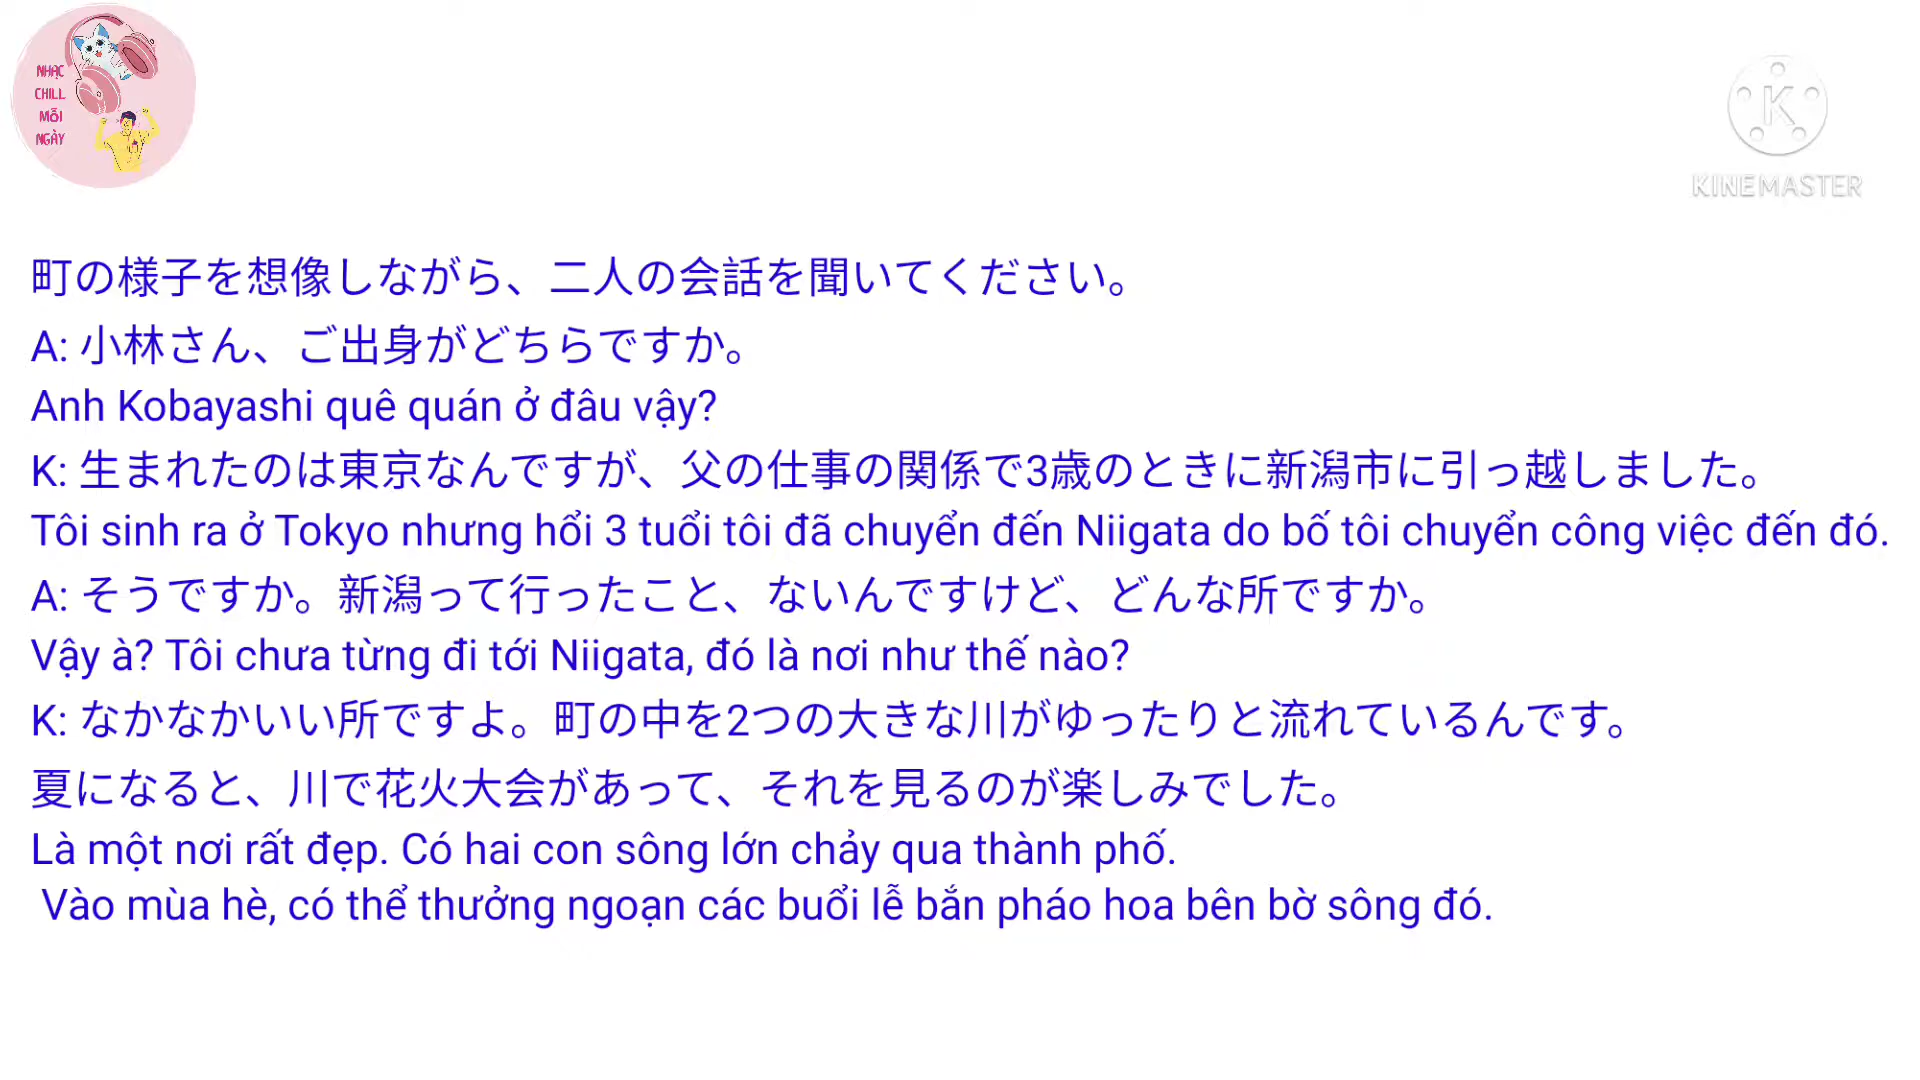 NHẠC
CHILL
MỖI
NGÀY
KINEMASTER
町の様子を想像しながら、二人の会話を聞いてください。
A: 小林さん、ご出身がどちらですか。
Anh Kobayashi quê quán ở đâu vậy?
K: 生まれたのは東京なんですが、父の仕事の関係で3歳のときに新潟市に引っ越しました。
Tôi sinh ra ở Tokyo nhưng hổi 3 tuổi tôi đã chuyển đến Niigata do bố tôi chuyển công việc đến đó.
A: そうですか。新潟って行ったこと、ないんですけど、どんな所ですか。
Vậy à? Tôi chưa từng đi tới Niigata, đó là nơi như thế nào?
K: なかなかいい所ですよ。町の中を2つの大きな川がゆったりと流れているんです。
夏になると、川で花火大会があって、それを見るのが楽しみでした。
Là một nơi rất đẹp. Có hai con sông lớn chảy qua thành phố.
Vào mùa hè, có thể thưởng ngoạn các buổi lễ bắn pháo hoa bên bờ sông đó.